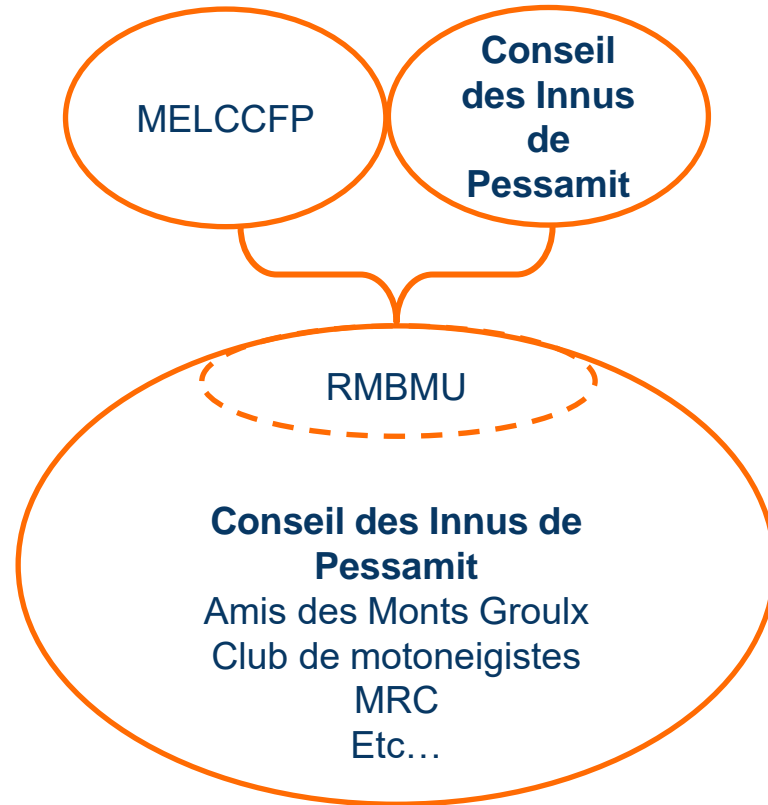 MELCCFP
Conseil
des Innus
de
Pessamit
RMBMU
Conseil des Innus de
Pessamit
Amis des Monts Groulx
Club de motoneigistes
MRC
Etc…